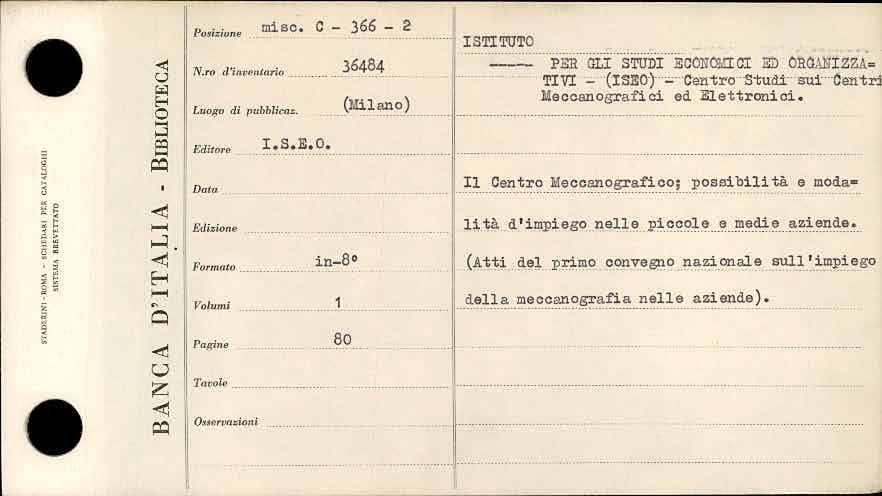 STADERINI - ROMA - SCHEDARI PER CATALOGHI
SISTEMA BREVETTATO
BANCA D'ITALIA - BIBLIOTECA
Posizione misc. C - 366 - 2
N.ro d'inventario 36484
Luogo di pubblicaz. (Milano)
Editore I.S.E.O.
Data
Edizione
Formato in-8°
Volumi 1
Pagine 80
Tavole
Osservazioni
ISTITUTO
----- PER GLI STUDI ECONOMICI ED ORGANIZZA=
TIVI - (ISEO) - Centro Studi sui Centri
Meccanografici ed Elettronici.
Il Centro Meccanografico; possibilità e moda=
lità d'impiego nelle piccole e medie aziende.
(Atti del primo convegno nazionale sull'impiego
della meccanografia nelle aziende).